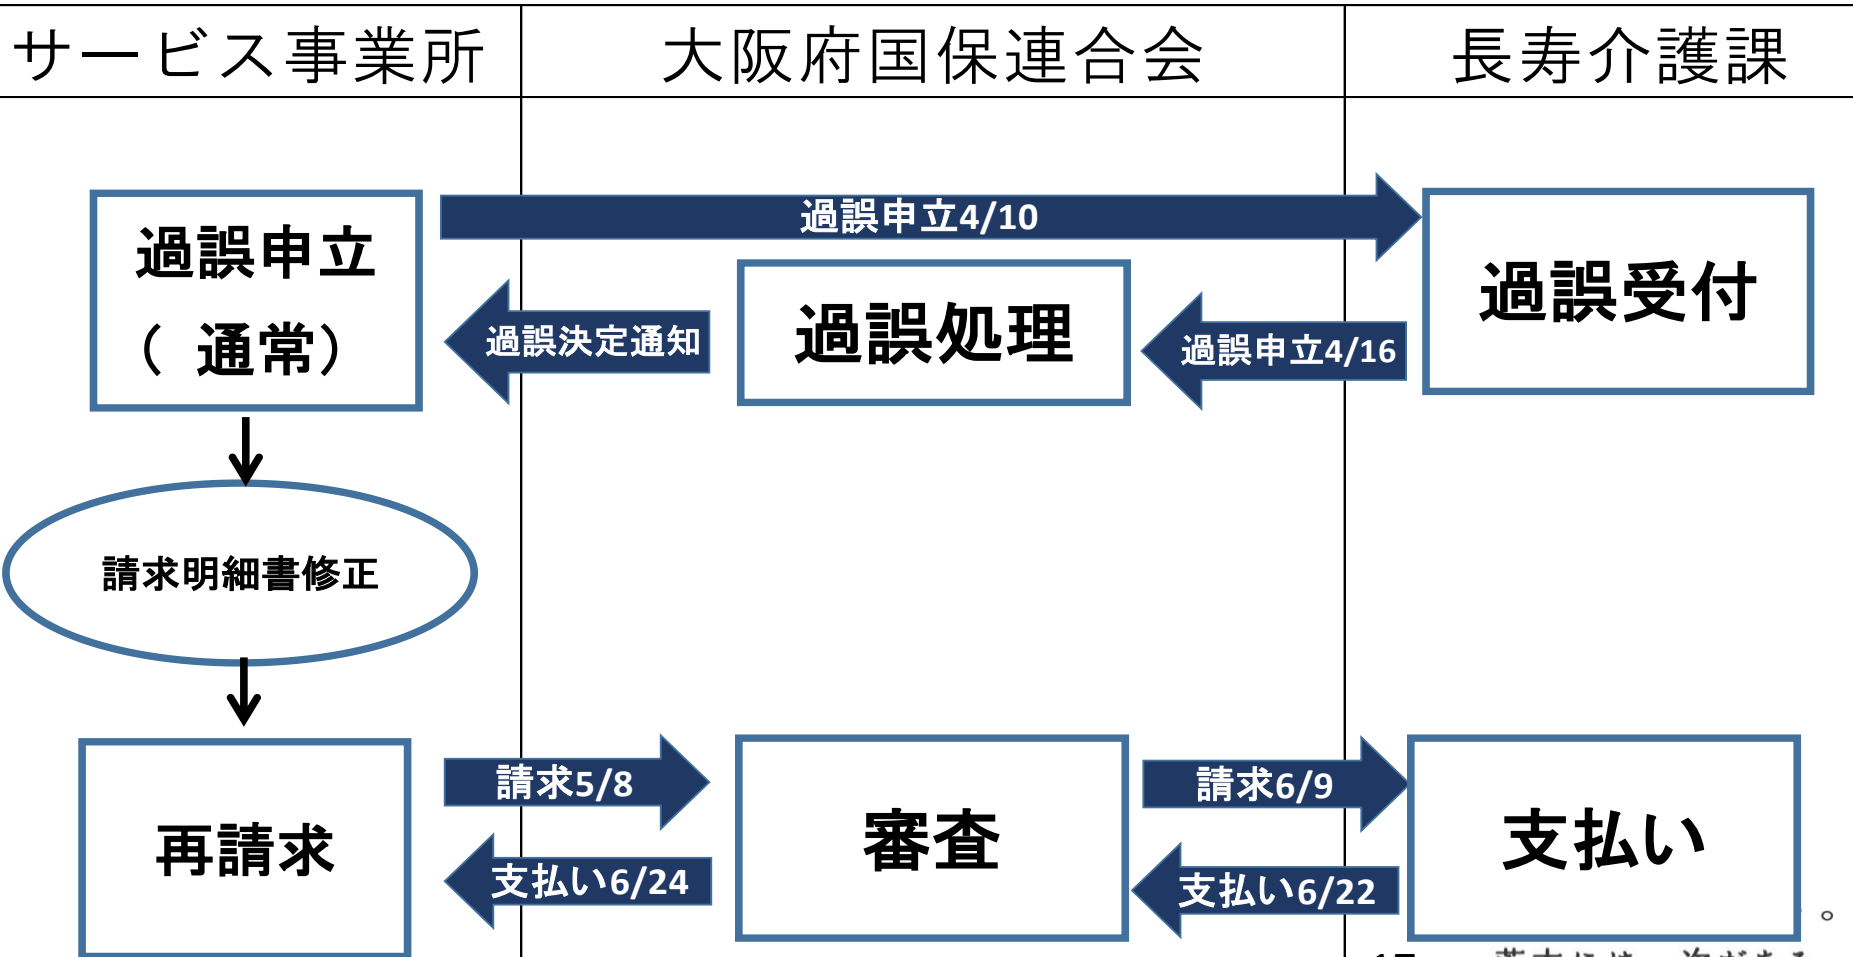 サービス事業所
大阪府国保連合会
長寿介護課
過誤申立4/10
過誤申立
(通常)
過誤決定通知
過誤処理
過誤申立4/16
過誤受付
請求明細書修正
再請求
請求5/8
支払い6/24
審査
請求6/9
支払い6/22
支払い
。